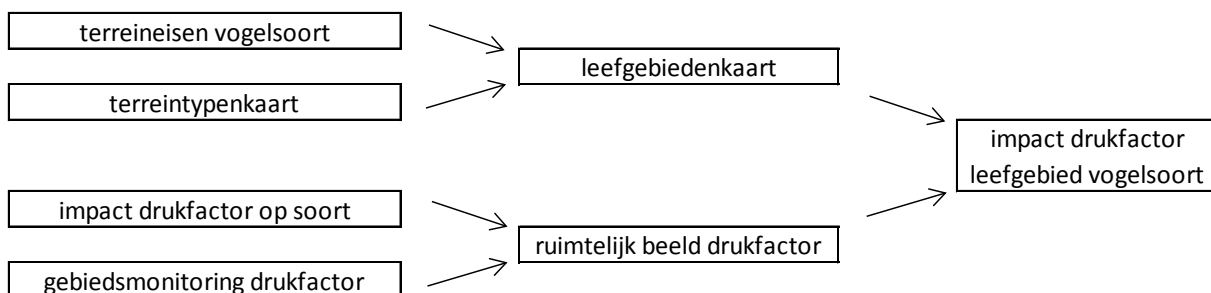 terreineisen vogelsoort
terreintypenkaart
leefgebiedenkaart
impact drukfactor op soort
gebiedsmonitoring drukfactor
ruimtelijk beeld drukfactor
impact drukfactor
leefgebied vogelsoort